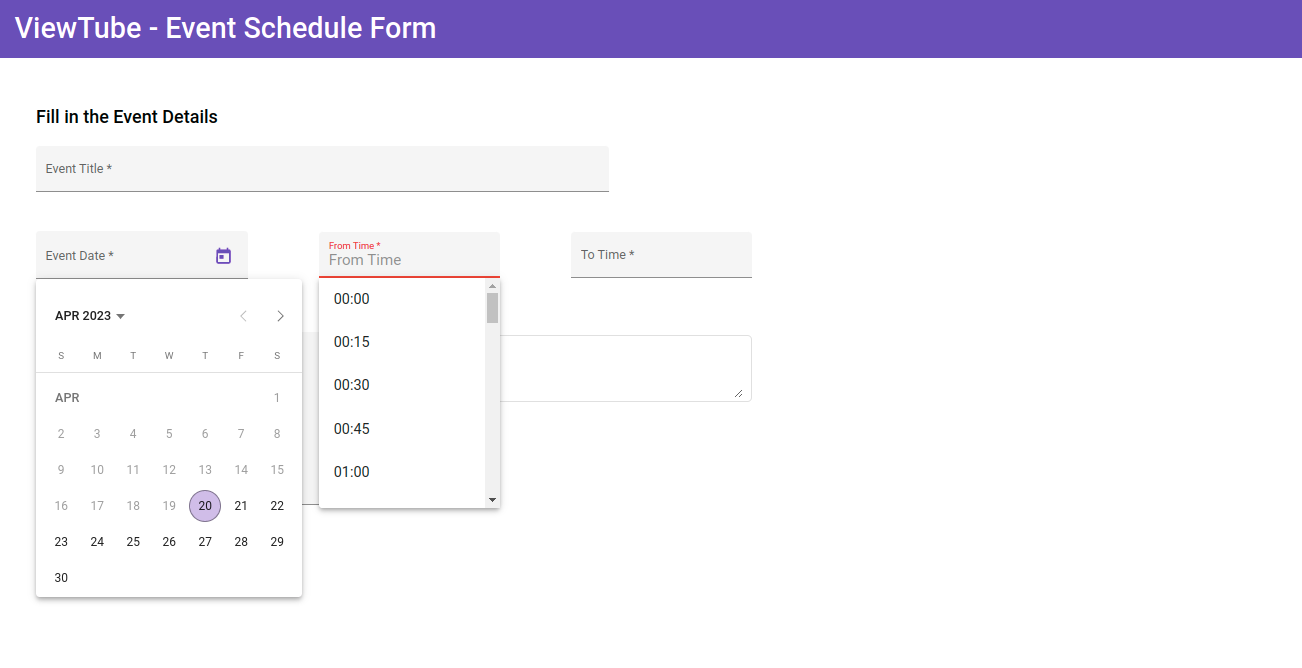 ViewTube - Event Schedule Form
Fill in the Event Details
Event Title *
Event Date *
From Time *
From Time
To Time *
APR 2023
S M T W T F S
APR 1
2 3 4 5 6 7 8
9 10 11 12 13 14 15
16 17 18 19 20 21 22
23 24 25 26 27 28 29
30
00:00
00:15
00:30
00:45
01:00